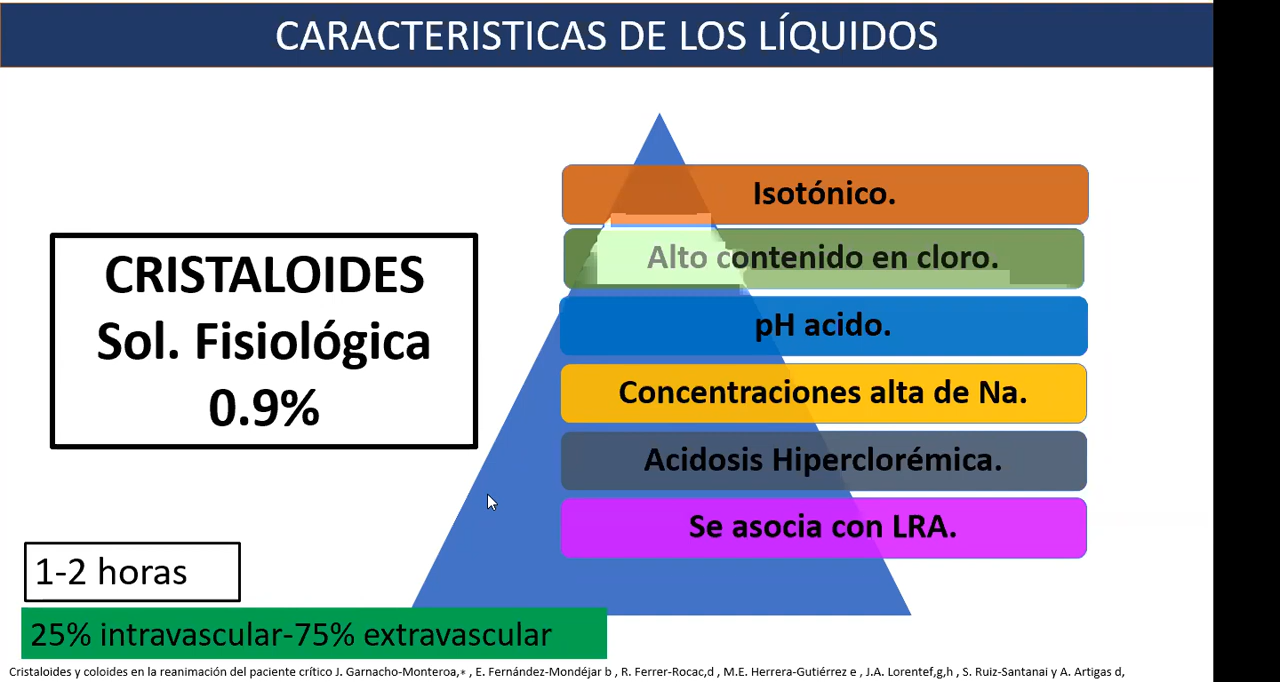 CARACTERISTICAS DE LOS LÍQUIDOS
CRISTALOIDES
Sol. Fisiológica
0.9%
Isotónico.
Alto contenido en cloro.
pH acido.
Concentraciones alta de Na.
Acidosis Hiperclorémica.
Se asocia con LRA.
1-2 horas
25% intravascular-75% extravascular
Cristaloides y coloides en la reanimación del paciente crítico J. Garnacho-Monteroa,∗ , E. Fernández-Mondéjar b , R. Ferrer-Rocac,d , M.E. Herrera-Gutiérrez e , J.A. Lorentef,g,h , S. Ruiz-Santanai y A. Artigas d,